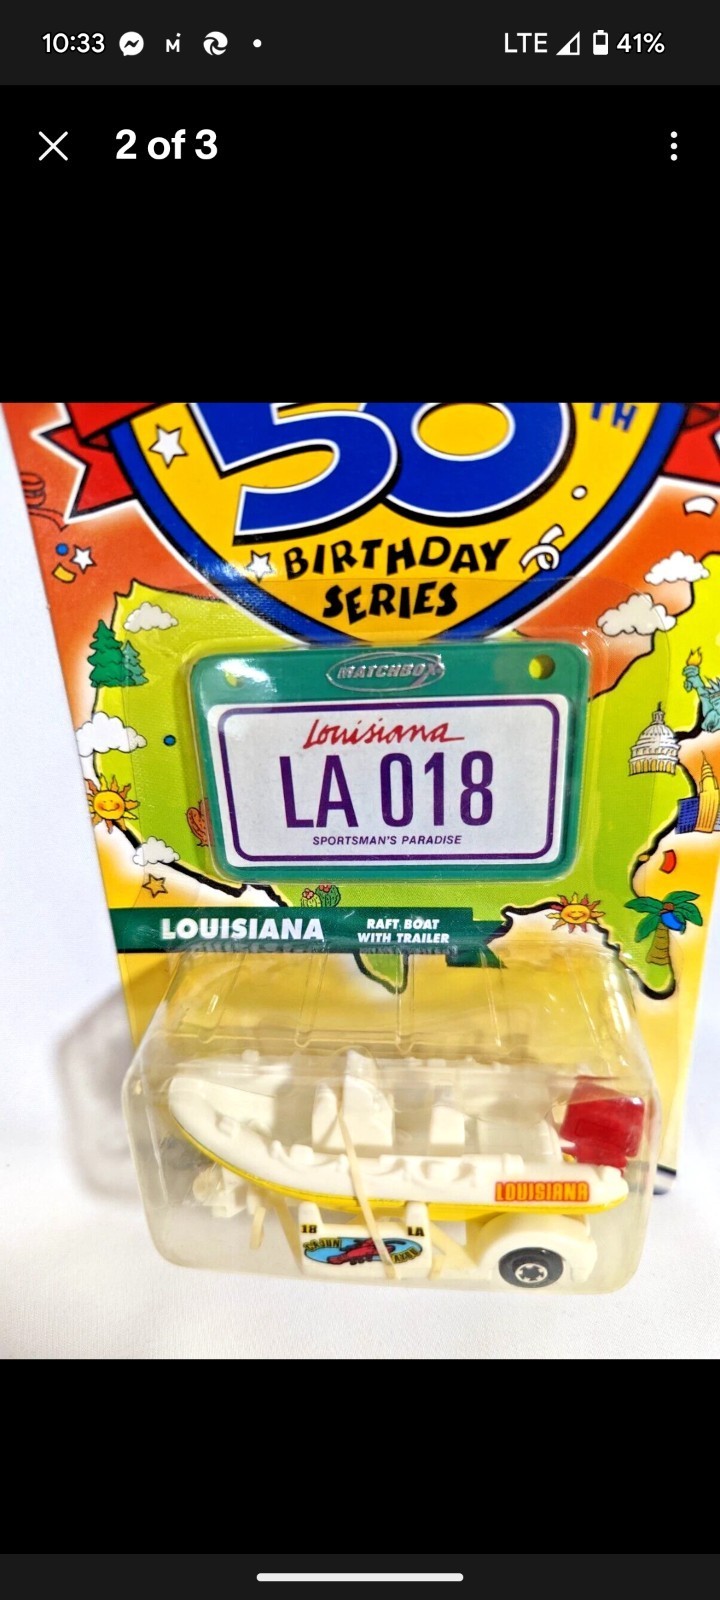 10:33
LTE
41%
2 of 3
50TH
BIRTHDAY
SERIES
MATCHBOX
Louisiana
LA 018
SPORTSMAN'S PARADISE
LOUISIANA
RAFT BOAT
WITH TRAILER
LOUISIANA
18
LA